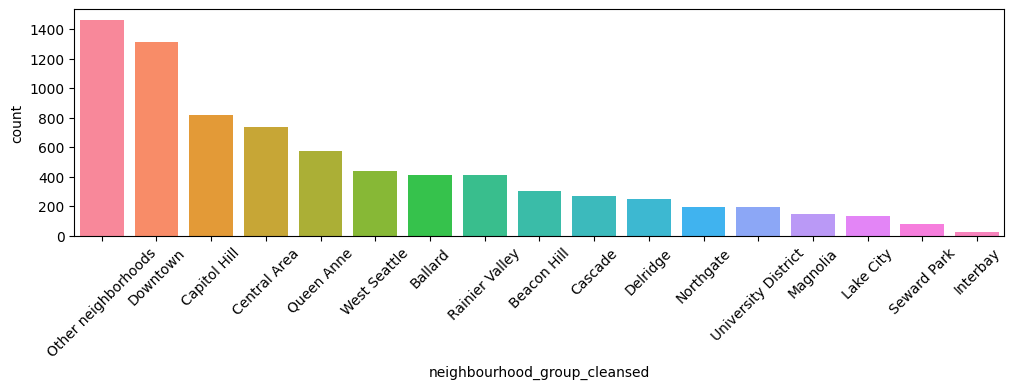 1400
1200
1000
800
600
400
200
0
count
Other neighborhoods
Downtown
Capitol Hill
Central Area
Queen Anne
West Seattle
Ballard
Rainier Valley
Beacon Hill
Cascade
Delridge
Northgate
University District
Magnolia
Lake City
Seward Park
Interbay
neighbourhood_group_cleansed